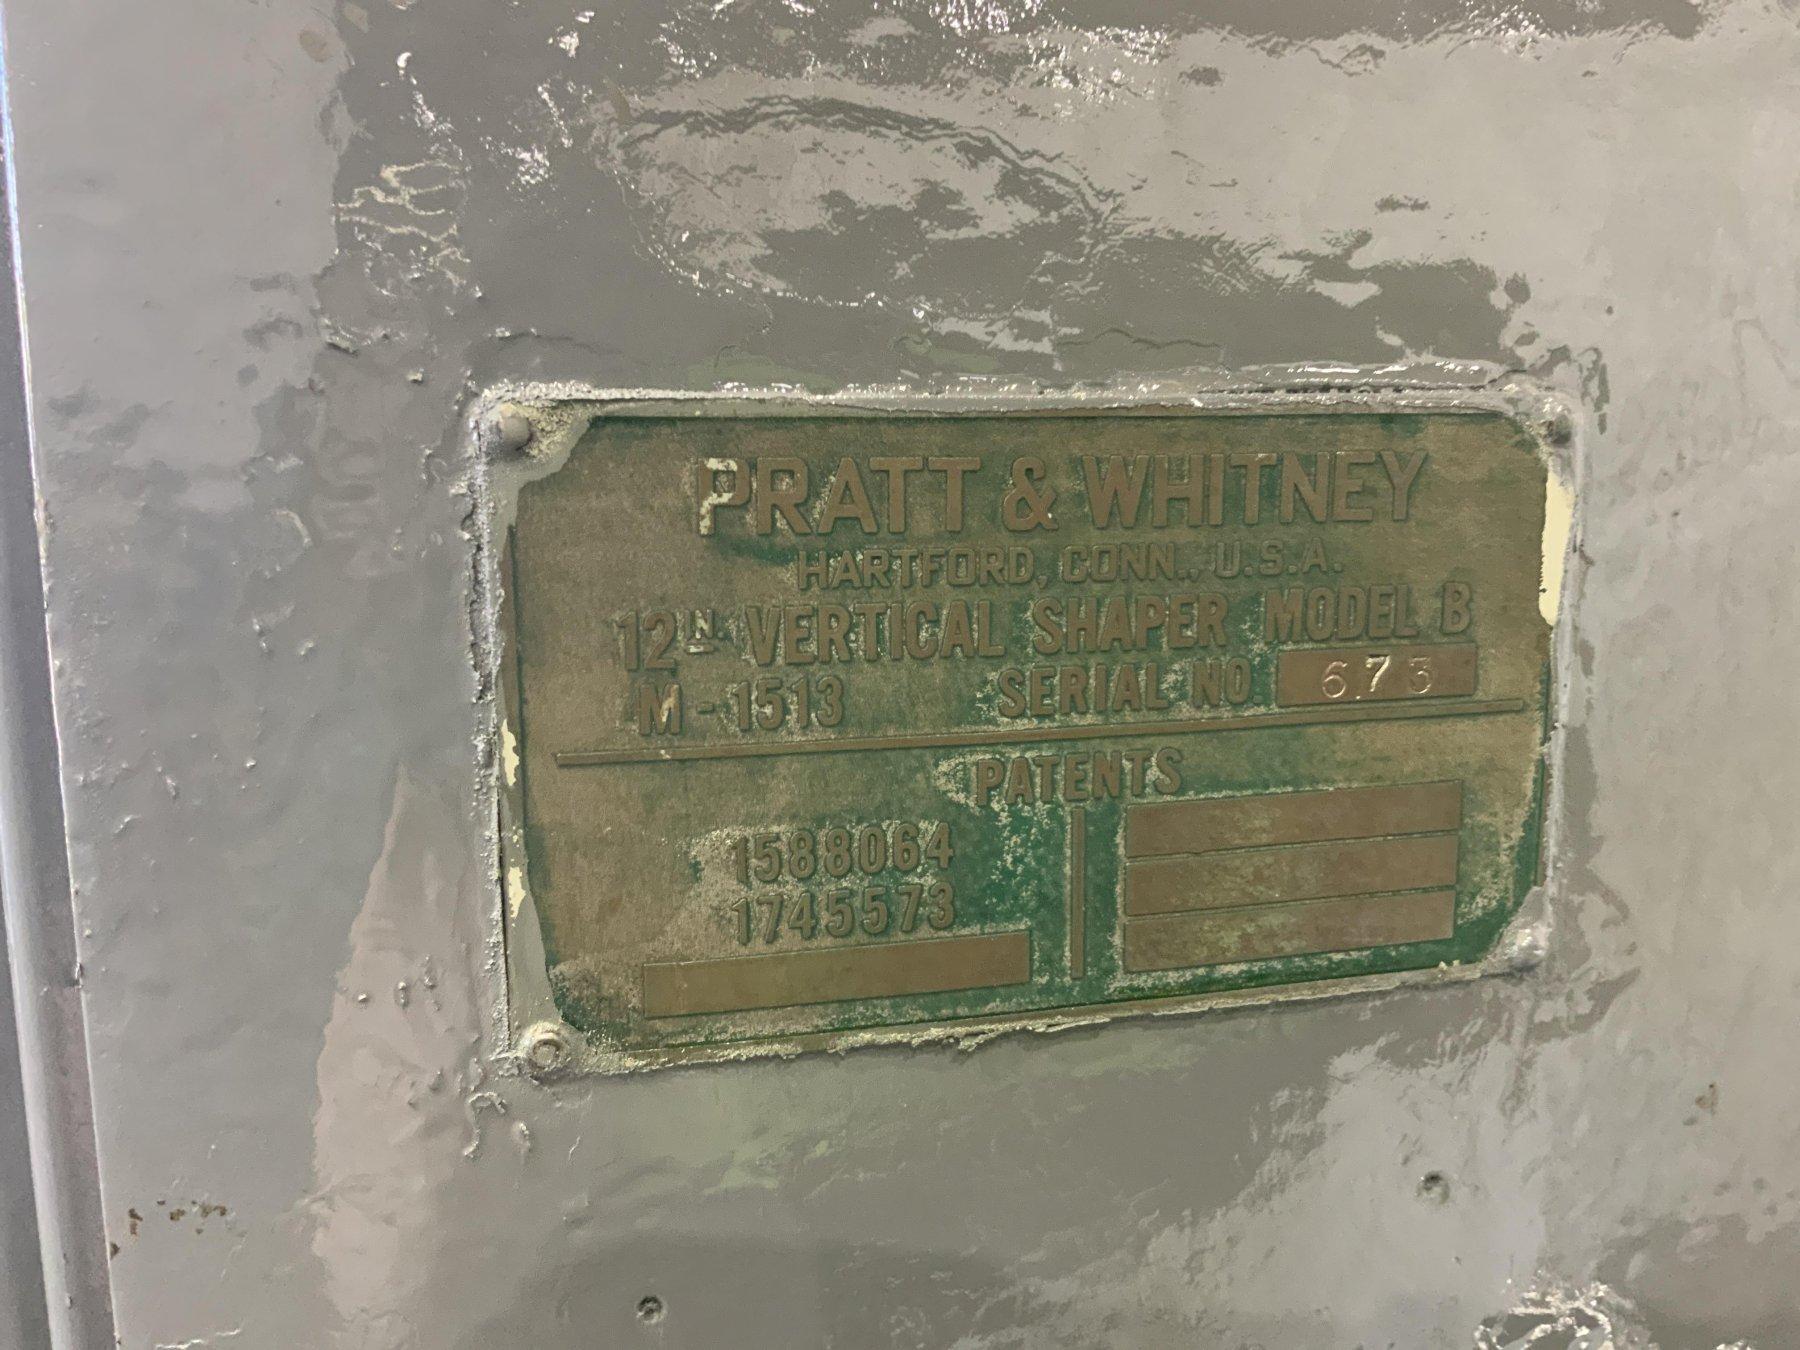 PRATT & WHITNEY
HARTFORD, CONN., U.S.A.
12 IN. VERTICAL SHAPER MODEL B
M-1513 SERIAL NO. 673
PATENTS
1588064
1745573